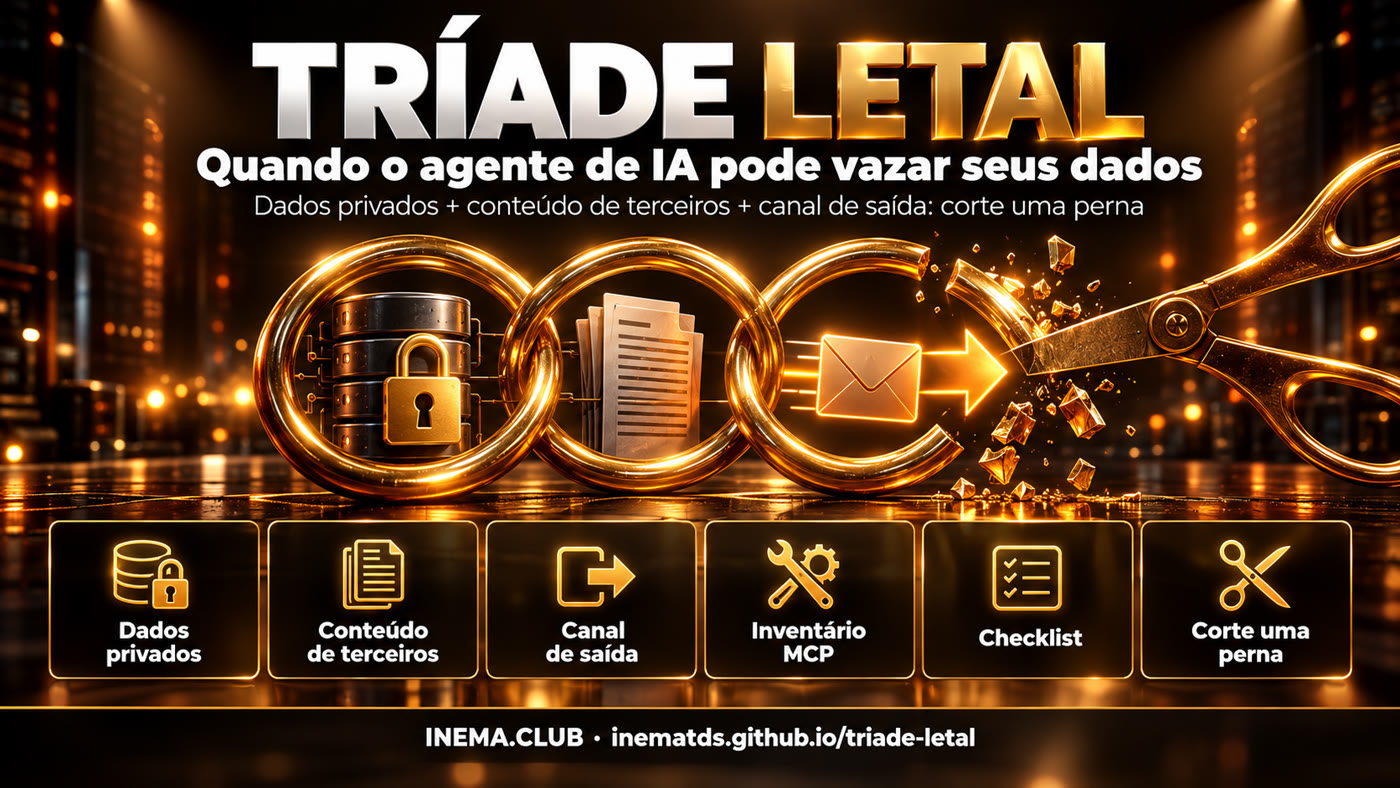 TRÍADE LETAL
Quando o agente de IA pode vazar seus dados
Dados privados + conteúdo de terceiros + canal de saída: corte uma perna
Dados
privados
Conteúdo
de terceiros
Canal
de saída
Inventário
MCP
Checklist
Corte uma
perna
INEMA.CLUB · inematds.github.io/triade-letal